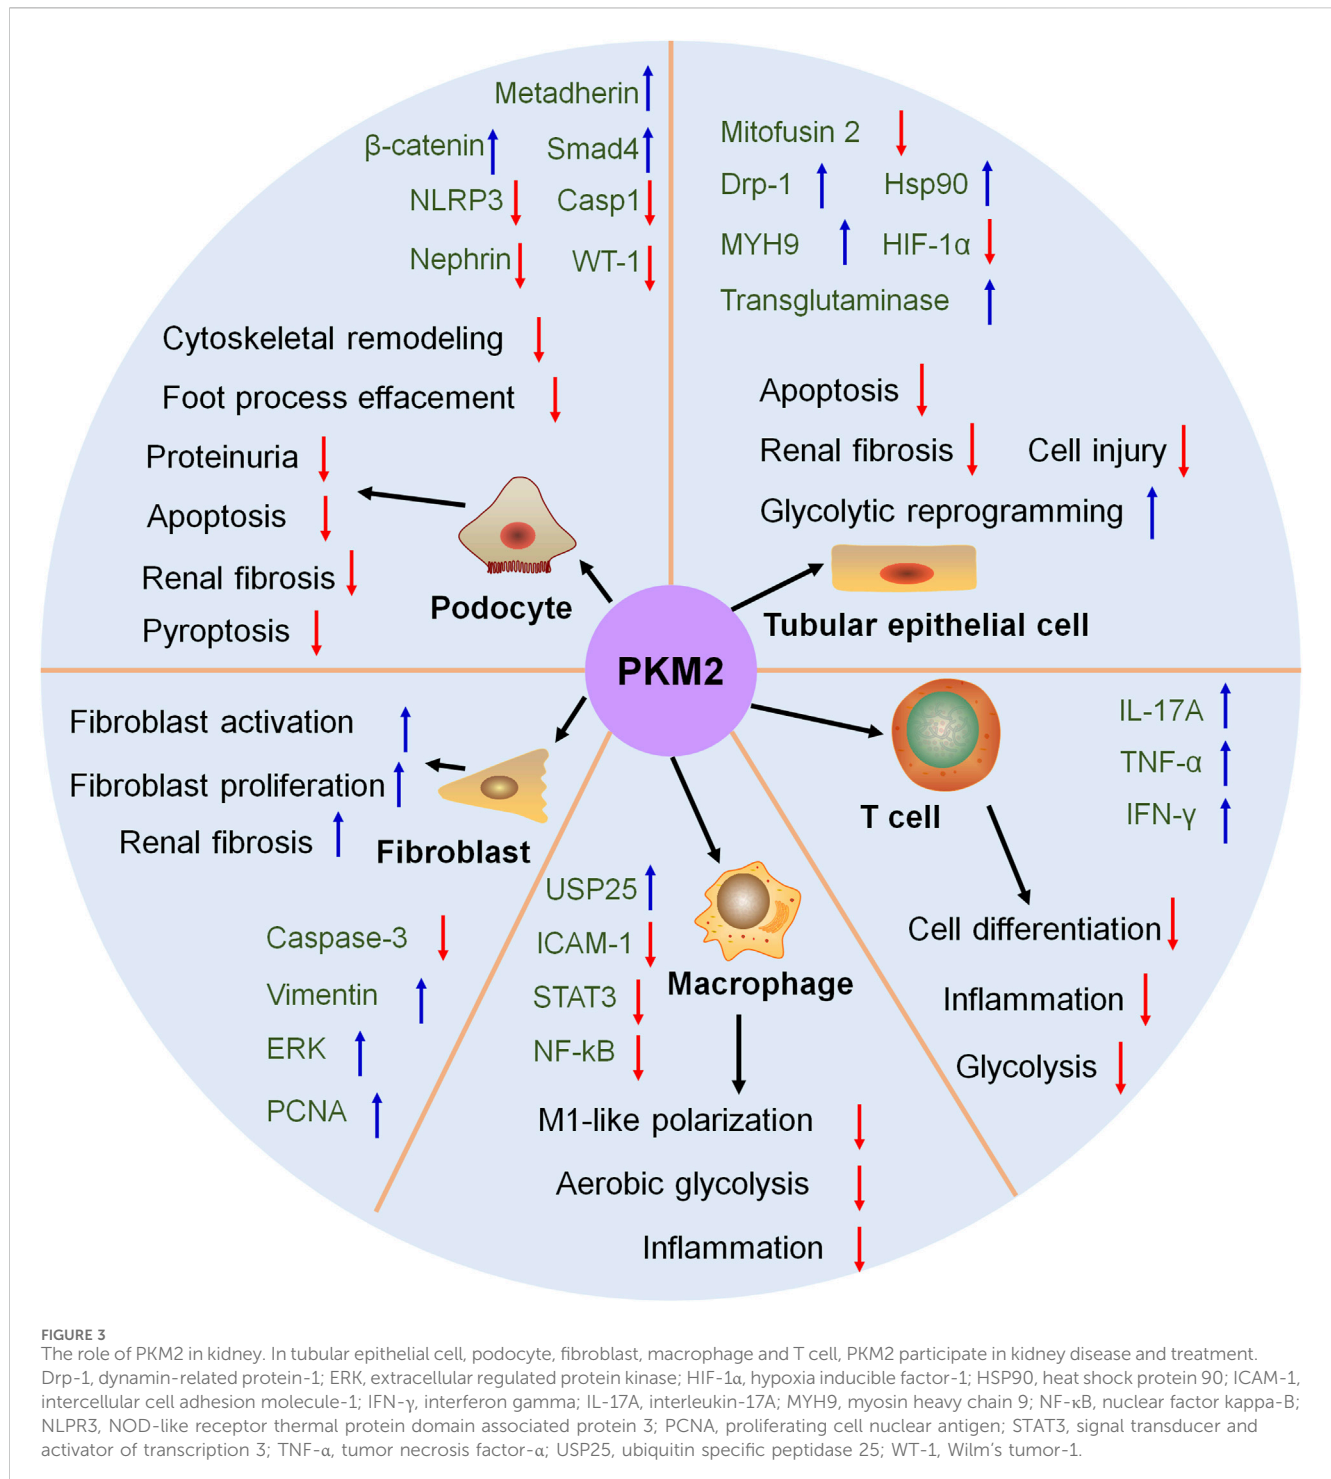 Metadherin
β-catenin Smad4
NLRP3 Casp1
Nephrin WT-1
Cytoskeletal remodeling
Foot process effacement
Proteinuria
Apoptosis
Renal fibrosis
Pyroptosis
Podocyte
Mitofusin 2
Drp-1 Hsp90
MYH9 HIF-1α
Transglutaminase
Apoptosis
Renal fibrosis Cell injury
Glycolytic reprogramming
Tubular epithelial cell
PKM2
Fibroblast activation
Fibroblast proliferation
Renal fibrosis
Fibroblast
Caspase-3
Vimentin
ERK
PCNA
USP25
ICAM-1
STAT3
NF-kB
Macrophage
M1-like polarization
Aerobic glycolysis
Inflammation
T cell
IL-17A
TNF-α
IFN-γ
Cell differentiation
Inflammation
Glycolysis
FIGURE 3
The role of PKM2 in kidney. In tubular epithelial cell, podocyte, fibroblast, macrophage and T cell, PKM2 participate in kidney disease and treatment.
Drp-1, dynamin-related protein-1; ERK, extracellular regulated protein kinase; HIF-1α, hypoxia inducible factor-1; HSP90, heat shock protein 90; ICAM-1,
intercellular cell adhesion molecule-1; IFN-γ, interferon gamma; IL-17A, interleukin-17A; MYH9, myosin heavy chain 9; NF-κB, nuclear factor kappa-B;
NLPR3, NOD-like receptor thermal protein domain associated protein 3; PCNA, proliferating cell nuclear antigen; STAT3, signal transducer and
activator of transcription 3; TNF-α, tumor necrosis factor-α; USP25, ubiquitin specific peptidase 25; WT-1, Wilm's tumor-1.